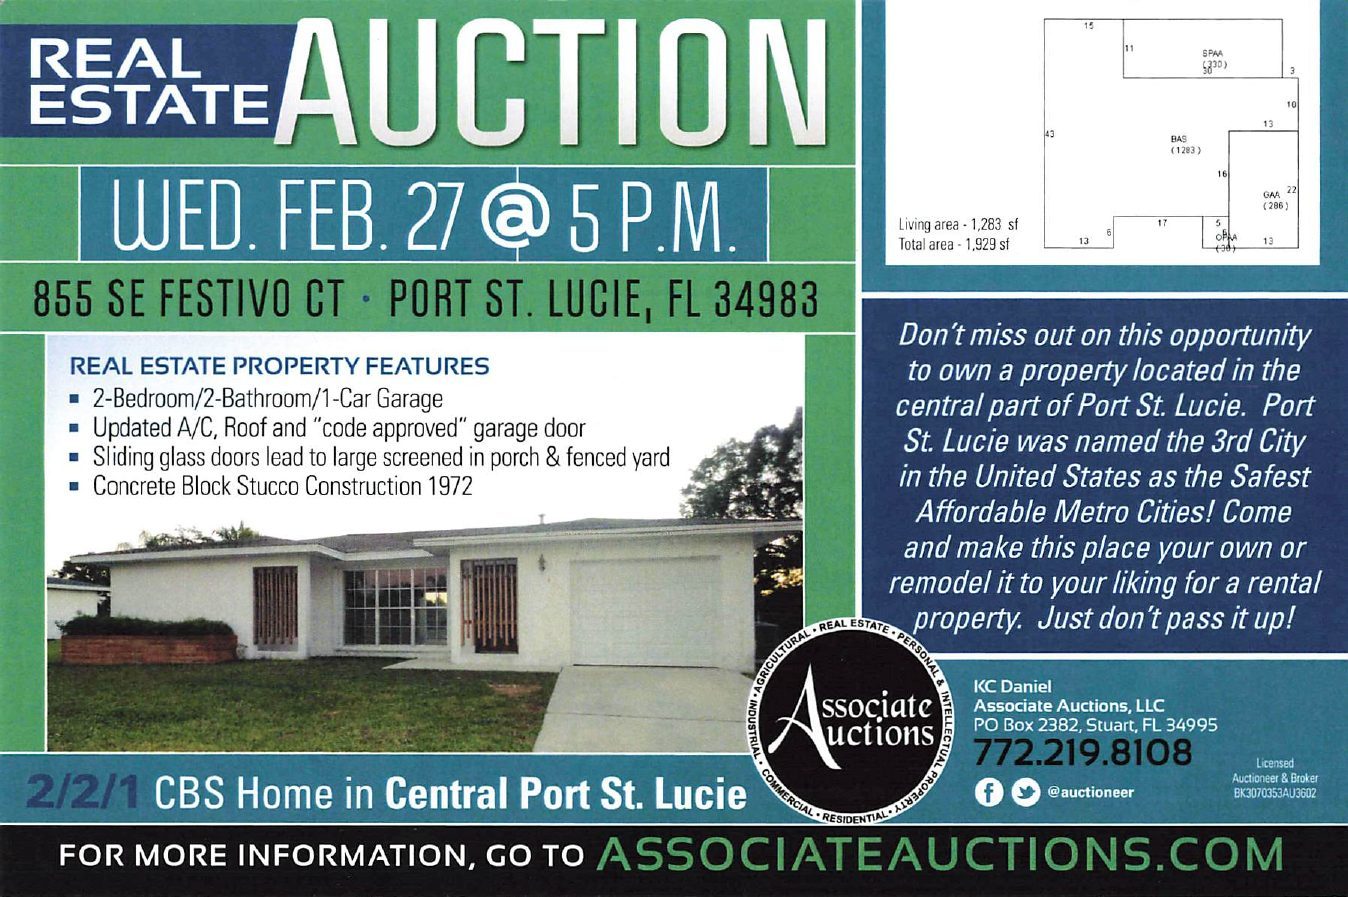 REAL
ESTATE
AUCTION
WED. FEB. 27 @ 5 P.M.
855 SE FESTIVO CT · PORT ST. LUCIE, FL 34983
REAL ESTATE PROPERTY FEATURES
▪ 2-Bedroom/2-Bathroom/1-Car Garage
▪ Updated A/C, Roof and "code approved" garage door
▪ Sliding glass doors lead to large screened in porch & fenced yard
▪ Concrete Block Stucco Construction 1972
2/2/1 CBS Home in Central Port St. Lucie
15
11
SPAA
(330)
30
3
10
13
43
BAS
(1283)
16
GAA
22
(286)
17
5
6
6
OPAA
(30)
13
13
Living area - 1,283 sf
Total area - 1,929 sf
Don't miss out on this opportunity
to own a property located in the
central part of Port St. Lucie. Port
St. Lucie was named the 3rd City
in the United States as the Safest
Affordable Metro Cities! Come
and make this place your own or
remodel it to your liking for a rental
property. Just don't pass it up!
INDUSTRIAL • AGRICULTURAL • REAL ESTATE • PERSONAL & INTELLECTUAL PROPERTY •
Associate
Auctions
COMMERCIAL • RESIDENTIAL •
KC Daniel
Associate Auctions, LLC
PO Box 2382, Stuart, FL 34995
772.219.8108
@auctioneer
Licensed
Auctioneer & Broker
BK3070353AU3602
FOR MORE INFORMATION, GO TO ASSOCIATEAUCTIONS.COM